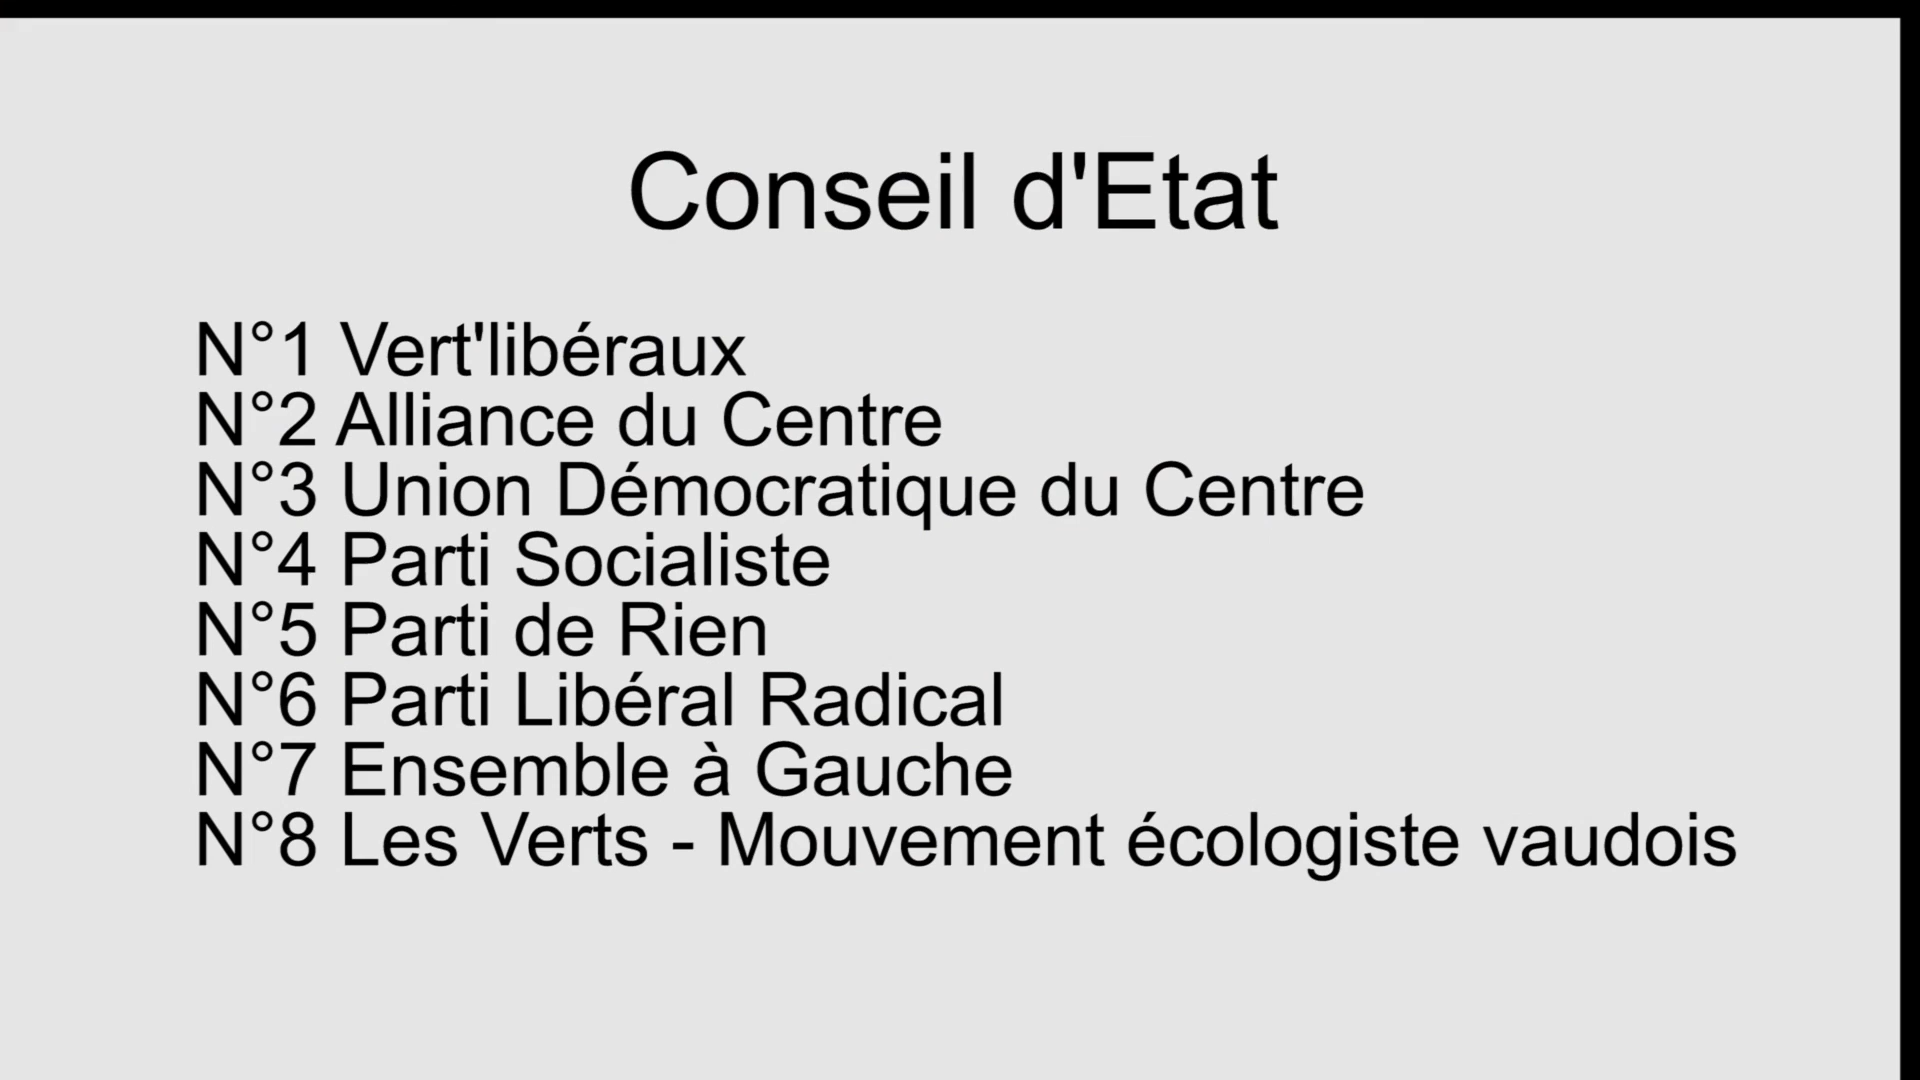 Conseil d'Etat
N°1 Vert'libéraux
N°2 Alliance du Centre
N°3 Union Démocratique du Centre
N°4 Parti Socialiste
N°5 Parti de Rien
N°6 Parti Libéral Radical
N°7 Ensemble à Gauche
N°8 Les Verts - Mouvement écologiste vaudois